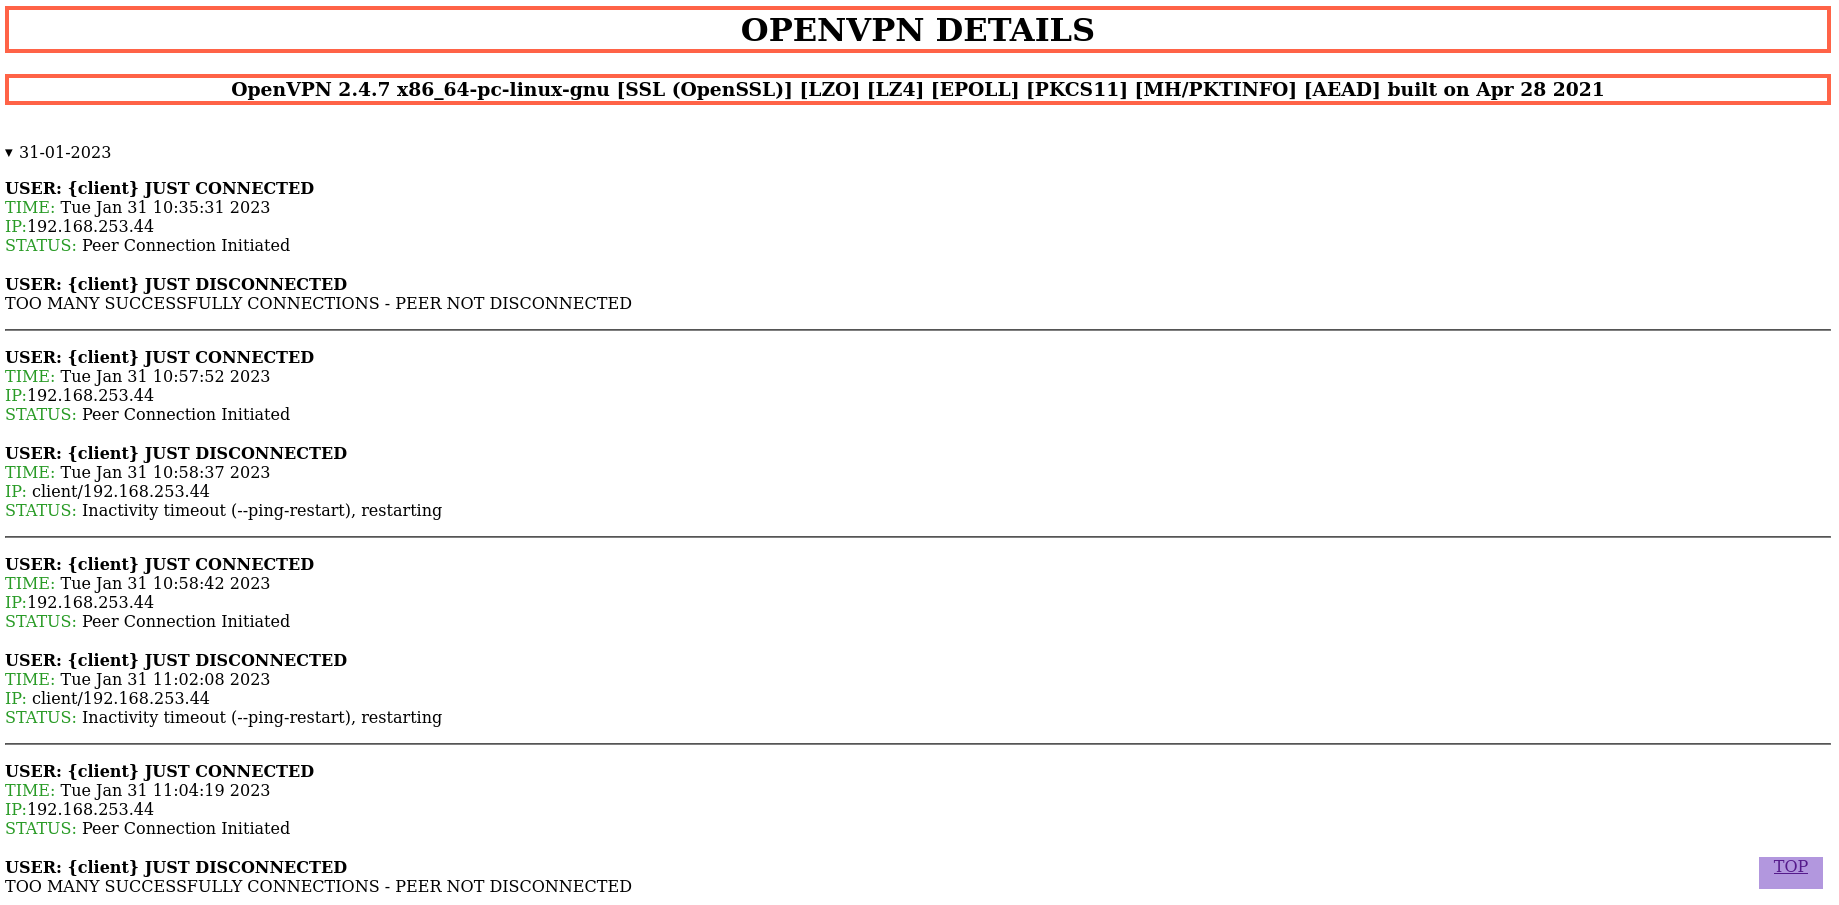 OPENVPN DETAILS
OpenVPN 2.4.7 x86_64-pc-linux-gnu [SSL (OpenSSL)] [LZO] [LZ4] [EPOLL] [PKCS11] [MH/PKTINFO] [AEAD] built on Apr 28 2021
▾ 31-01-2023
USER: {client} JUST CONNECTED
TIME: Tue Jan 31 10:35:31 2023
IP:192.168.253.44
STATUS: Peer Connection Initiated
USER: {client} JUST DISCONNECTED
TOO MANY SUCCESSFULLY CONNECTIONS - PEER NOT DISCONNECTED
USER: {client} JUST CONNECTED
TIME: Tue Jan 31 10:57:52 2023
IP:192.168.253.44
STATUS: Peer Connection Initiated
USER: {client} JUST DISCONNECTED
TIME: Tue Jan 31 10:58:37 2023
IP: client/192.168.253.44
STATUS: Inactivity timeout (--ping-restart), restarting
USER: {client} JUST CONNECTED
TIME: Tue Jan 31 10:58:42 2023
IP:192.168.253.44
STATUS: Peer Connection Initiated
USER: {client} JUST DISCONNECTED
TIME: Tue Jan 31 11:02:08 2023
IP: client/192.168.253.44
STATUS: Inactivity timeout (--ping-restart), restarting
USER: {client} JUST CONNECTED
TIME: Tue Jan 31 11:04:19 2023
IP:192.168.253.44
STATUS: Peer Connection Initiated
USER: {client} JUST DISCONNECTED
TOO MANY SUCCESSFULLY CONNECTIONS - PEER NOT DISCONNECTED
TOP